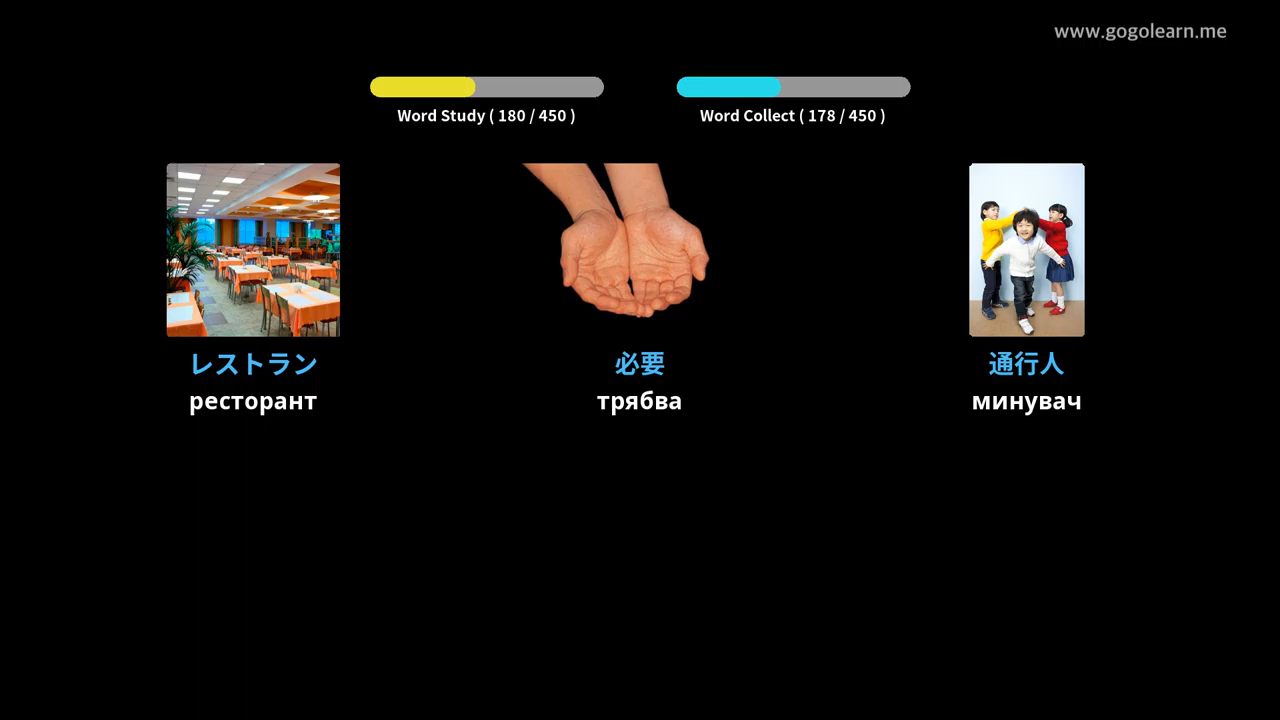 www.gogolearn.me
Word Study ( 180 / 450 )
Word Collect ( 178 / 450 )
レストラン
ресторант
必要
трябва
通行人
минувач